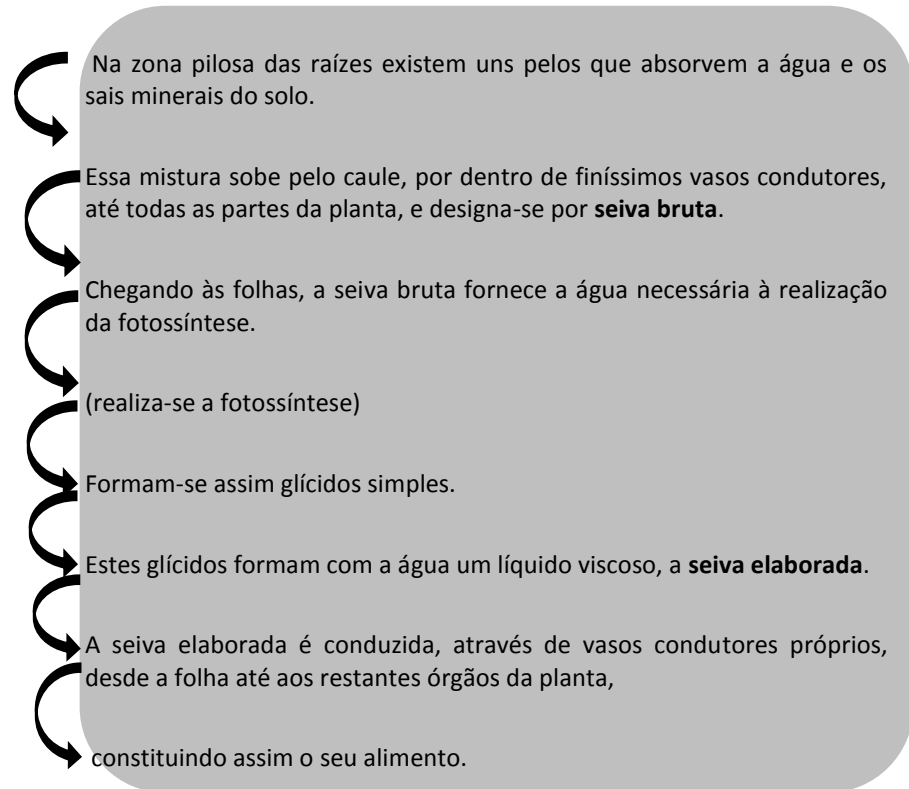 Na zona pilosa das raízes existem uns pelos que absorvem a água e os
sais minerais do solo.
Essa mistura sobe pelo caule, por dentro de finíssimos vasos condutores,
até todas as partes da planta, e designa-se por seiva bruta.
Chegando às folhas, a seiva bruta fornece a água necessária à realização
da fotossíntese.
(realiza-se a fotossíntese)
Formam-se assim glícidos simples.
Estes glícidos formam com a água um líquido viscoso, a seiva elaborada.
A seiva elaborada é conduzida, através de vasos condutores próprios,
desde a folha até aos restantes órgãos da planta,
constituindo assim o seu alimento.